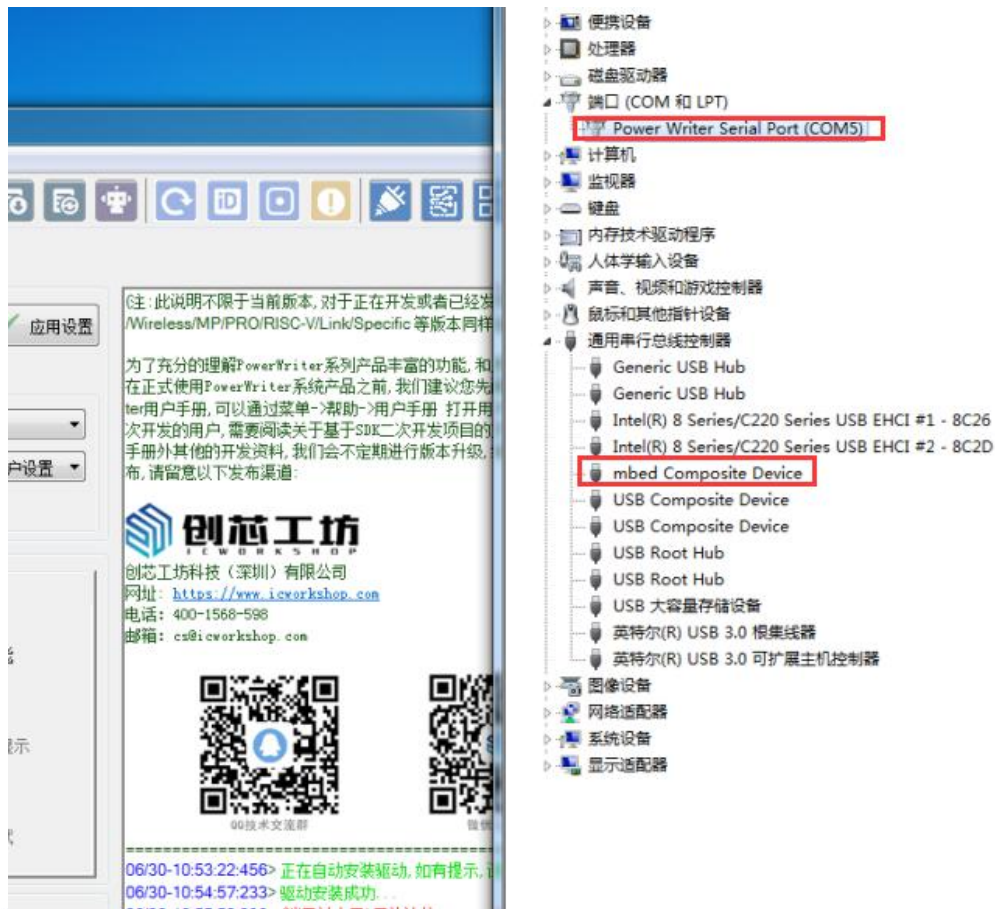 应用设置
户设置
(注:此说明不限于当前版本,对于正在开发或者已经发
/Wireless/MP/PRO/RISC-V/Link/Specific 等版本同样
为了充分的理解PowerWriter系列产品丰富的功能,和
在正式使用PowerWriter系统产品之前,我们建议您先
ter用户手册,可以通过菜单->帮助->用户手册 打开用
次开发的用户,需要阅读关于基于SDK二次开发项目的
手册外其他的开发资料,我们会不定期进行版本升级,
布,请留意以下发布渠道:
创芯工坊
ICWORKSHOP
创芯工坊科技（深圳）有限公司
网址: https://www.icworkshop.com
电话: 400-1568-598
邮箱: cs@icworkshop.com
QQ技术交流群
微信
06/30-10:53:22:456> 正在自动安装驱动,如有提示,
06/30-10:54:57:233> 驱动安装成功...
示
便携设备
处理器
磁盘驱动器
端口 (COM 和 LPT)
Power Writer Serial Port (COM5)
计算机
监视器
键盘
内存技术驱动程序
人体学输入设备
声音、视频和游戏控制器
鼠标和其他指针设备
通用串行总线控制器
Generic USB Hub
Generic USB Hub
Intel(R) 8 Series/C220 Series USB EHCI #1 - 8C26
Intel(R) 8 Series/C220 Series USB EHCI #2 - 8C2D
mbed Composite Device
USB Composite Device
USB Composite Device
USB Root Hub
USB Root Hub
USB 大容量存储设备
英特尔(R) USB 3.0 根集线器
英特尔(R) USB 3.0 可扩展主机控制器
图像设备
网络适配器
系统设备
显示适配器